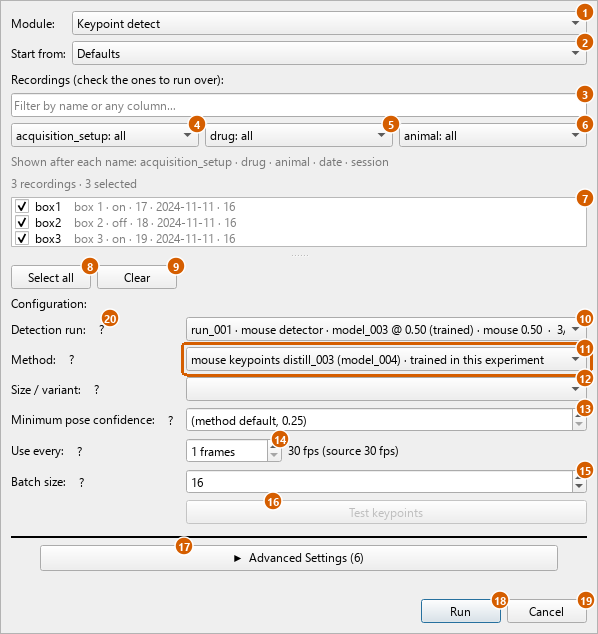 Module: Keypoint detect 1
Start from: Defaults 2
Recordings (check the ones to run over):
Filter by name or any column... 3
acquisition_setup: all 4 drug: all 5 animal: all 6
Shown after each name: acquisition_setup · drug · animal · date · session
3 recordings · 3 selected
box1 box 1 · on · 17 · 2024-11-11 · 16 7
box2 box 2 · off · 18 · 2024-11-11 · 16
box3 box 3 · on · 19 · 2024-11-11 · 16
Select all 8 Clear 9
Configuration:
Detection run: ? 20 run_001 · mouse detector · model_003 @ 0.50 (trained) · mouse 0.50 · 3/ 10
Method: ? mouse keypoints distill_003 (model_004) · trained in this experiment 11
Size / variant: ? 12
Minimum pose confidence: ? (method default, 0.25) 13
Use every: ? 1 frames 14 30 fps (source 30 fps)
Batch size: ? 16 15
16 Test keypoints
17 ► Advanced Settings (6)
Run 18 Cancel 19